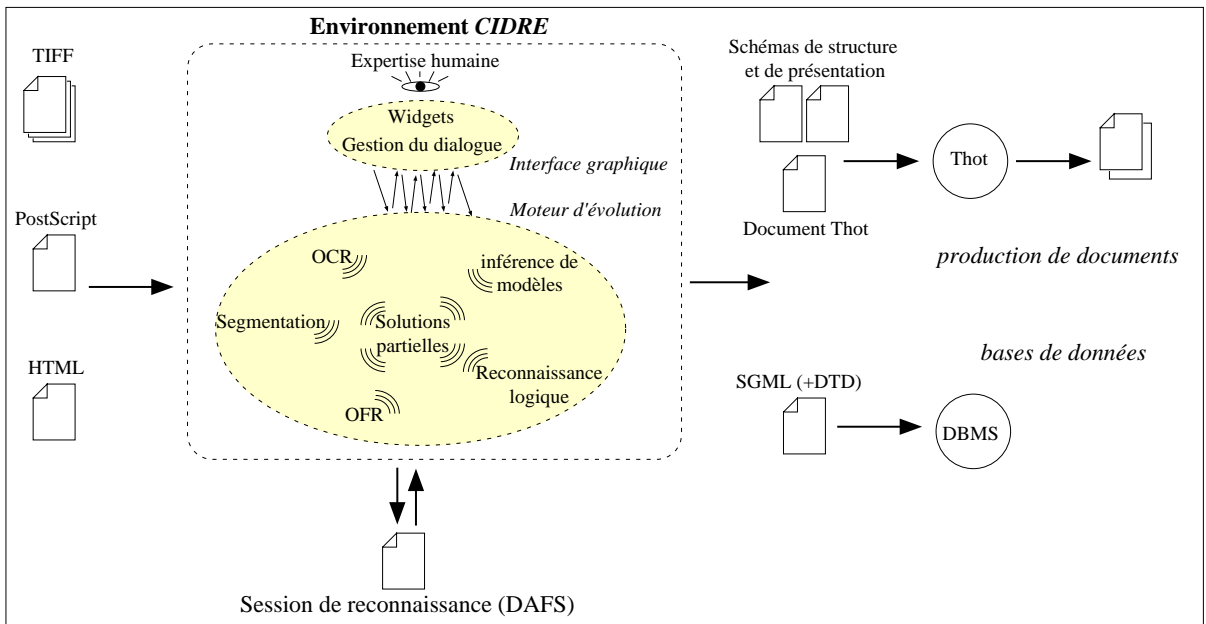 Environnement CIDRE
TIFF
PostScript
HTML
Expertise humaine
Widgets
Gestion du dialogue
Interface graphique
Moteur d'évolution
OCR
inférence de
modèles
Segmentation
Solutions
partielles
Reconnaissance
logique
OFR
Session de reconnaissance (DAFS)
Schémas de structure
et de présentation
Thot
Document Thot
production de documents
bases de données
SGML (+DTD)
DBMS